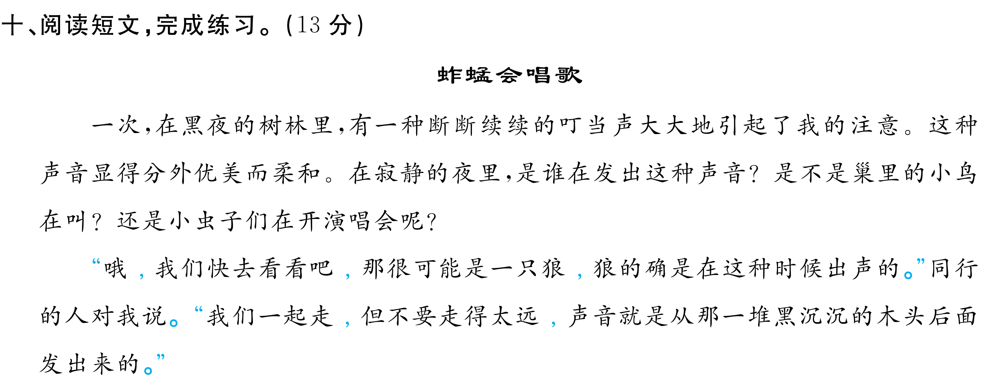 十、阅读短文,完成练习。(13 分)
蚱蜢会唱歌
一次,在黑夜的树林里,有一种断断续续的叮当声大大地引起了我的注意。这种
声音显得分外优美而柔和。在寂静的夜里,是谁在发出这种声音?是不是巢里的小鸟
在叫?还是小虫子们在开演唱会呢?
“哦,我们快去看看吧,那很可能是一只狼,狼的确是在这种时候出声的。”同行
的人对我说。“我们一起走,但不要走得太远,声音就是从那一堆黑沉沉的木头后面
发出来的。”